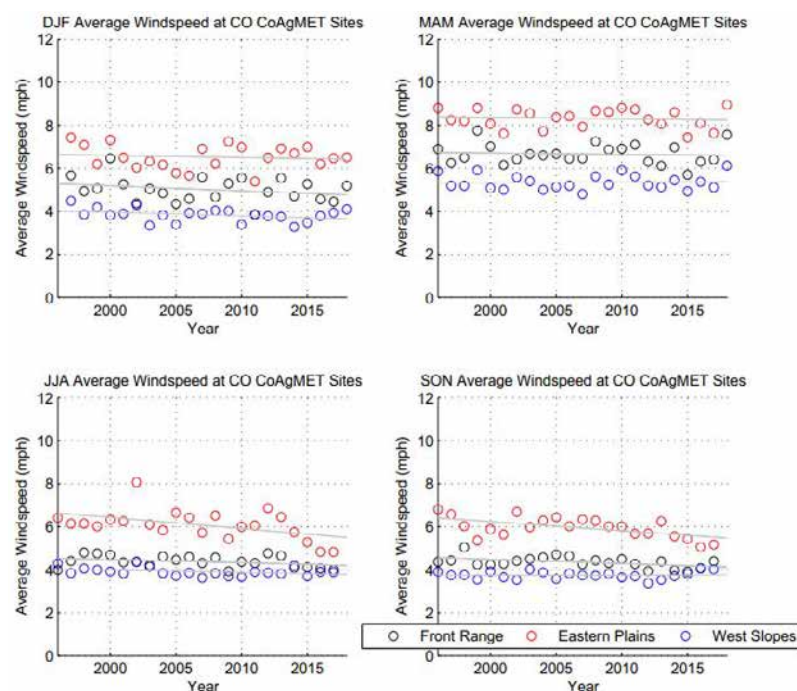 DJF Average Windspeed at CO CoAgMET Sites
12
10
8
6
4
2
0
Average Windspeed (mph)
2000 2005 2010 2015
Year
MAM Average Windspeed at CO CoAgMET Sites
12
10
8
6
4
2
0
Average Windspeed (mph)
2000 2005 2010 2015
Year
JJA Average Windspeed at CO CoAgMET Sites
12
10
8
6
4
2
0
Average Windspeed (mph)
2000 2005 2010 2015
Year
SON Average Windspeed at CO CoAgMET Sites
12
10
8
6
4
2
0
Average Windspeed (mph)
2000 2005 2010 2015
Year
Front Range Eastern Plains West Slopes